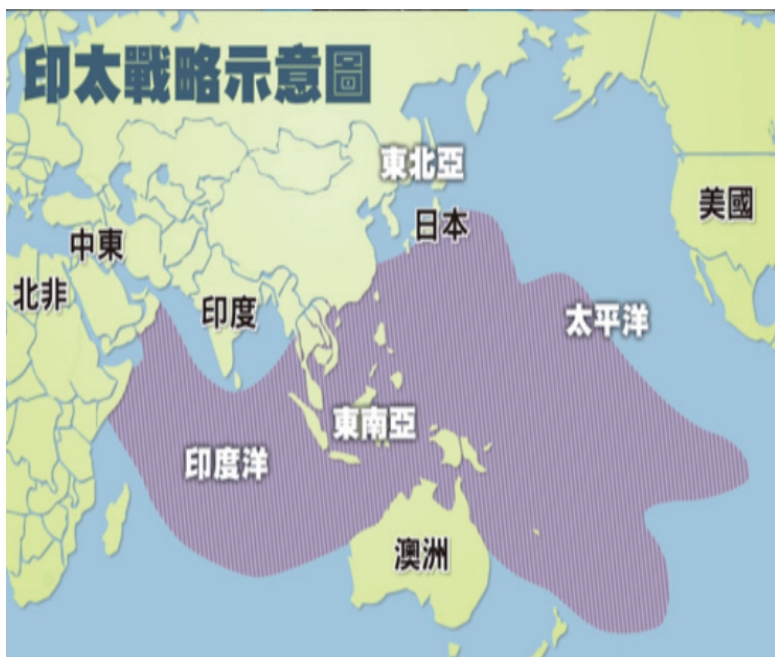 印太戰略示意圖
東北亞
日本
美國
中東
北非
印度
太平洋
東南亞
印度洋
澳洲